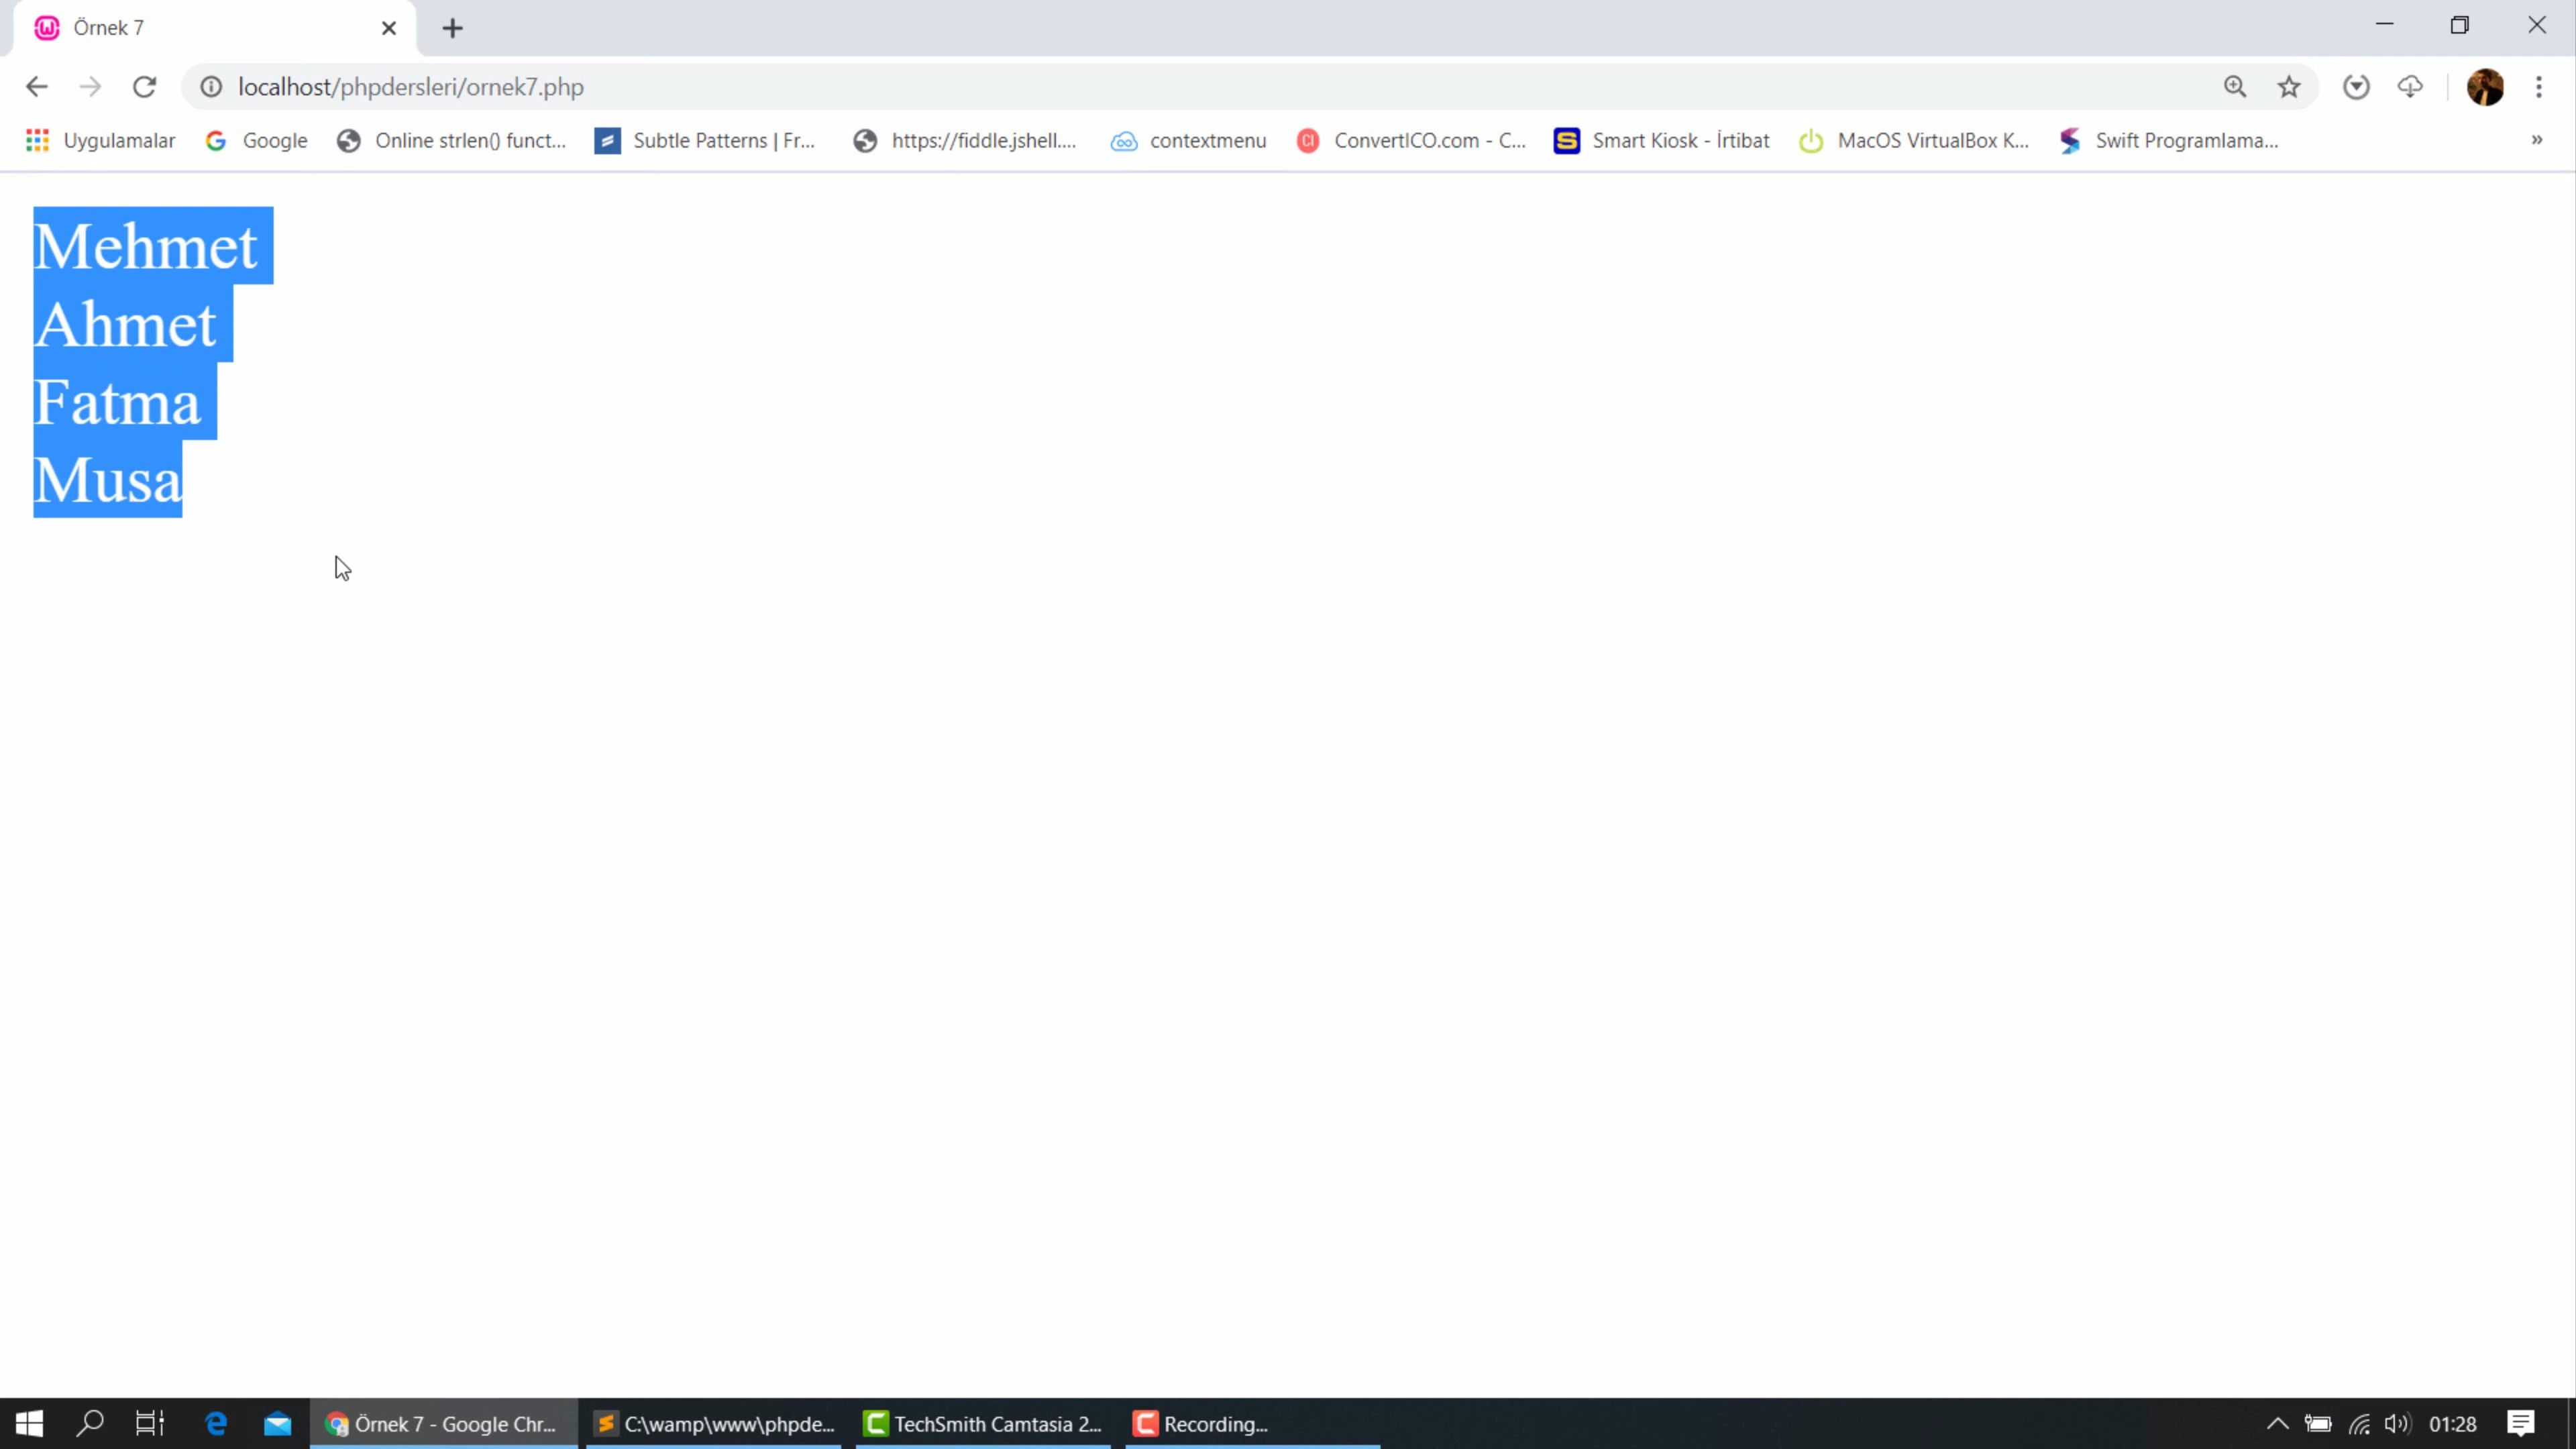 Örnek 7
localhost/phpdersleri/ornek7.php
Uygulamalar Google Online strlen() funct... Subtle Patterns | Fr... https://fiddle.jshell.... contextmenu CI ConvertICO.com - C... S Smart Kiosk - İrtibat MacOS VirtualBox K... Swift Programlama... »
Mehmet
Ahmet
Fatma
Musa
Örnek 7 - Google Chr... C:\wamp\www\phpde... TechSmith Camtasia 2... Recording... 01:28